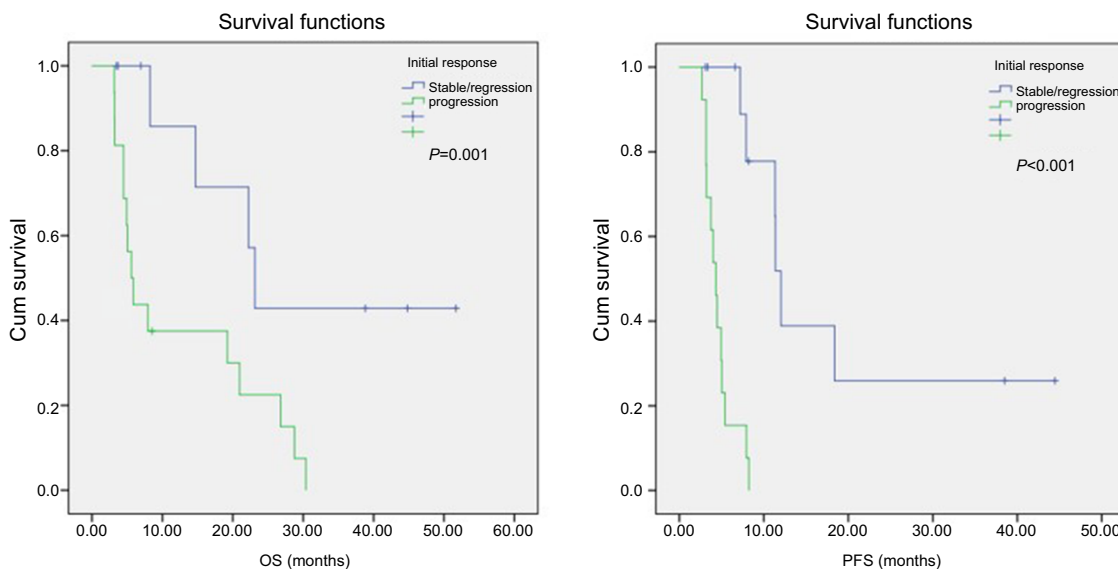 Survival functions
Initial response
Stable/regression
progression
P=0.001
Cum survival
1.0
0.8
0.6
0.4
0.2
0.0
0.00 10.00 20.00 30.00 40.00 50.00 60.00
OS (months)
Survival functions
Initial response
Stable/regression
progression
P<0.001
Cum survival
1.0
0.8
0.6
0.4
0.2
0.0
0.00 10.00 20.00 30.00 40.00 50.00
PFS (months)